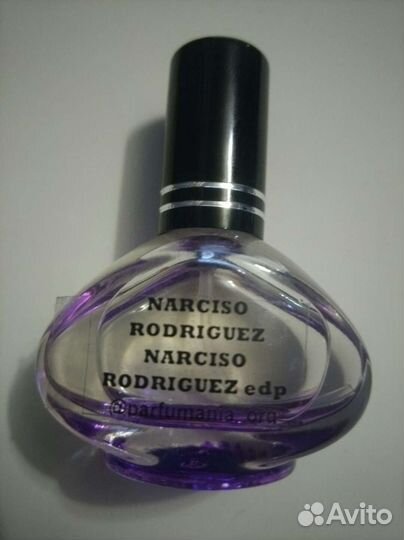 NARCISO
RODRIGUEZ
NARCISO
RODRIGUEZ edp
@parfumania_org
Avito